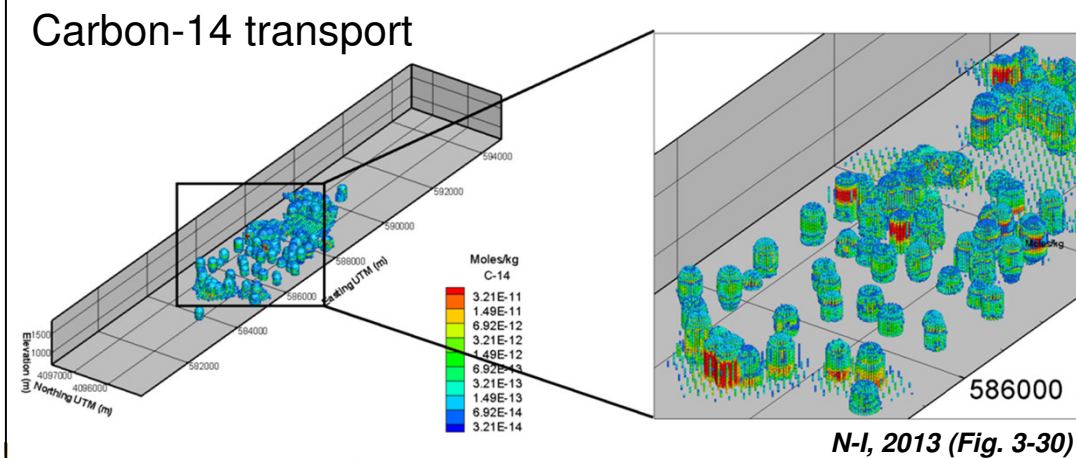 Carbon-14 transport
594000
592000
590000
588000
586000
584000
582000
Easting UTM (m)
1500
1000
Elevation (m)
4097000
4096000
Northing UTM (m)
Moles/kg
C-14
3.21E-11
1.49E-11
6.92E-12
3.21E-12
1.49E-12
6.92E-13
3.21E-13
1.49E-13
6.92E-14
3.21E-14
Moles/kg
586000
N-I, 2013 (Fig. 3-30)